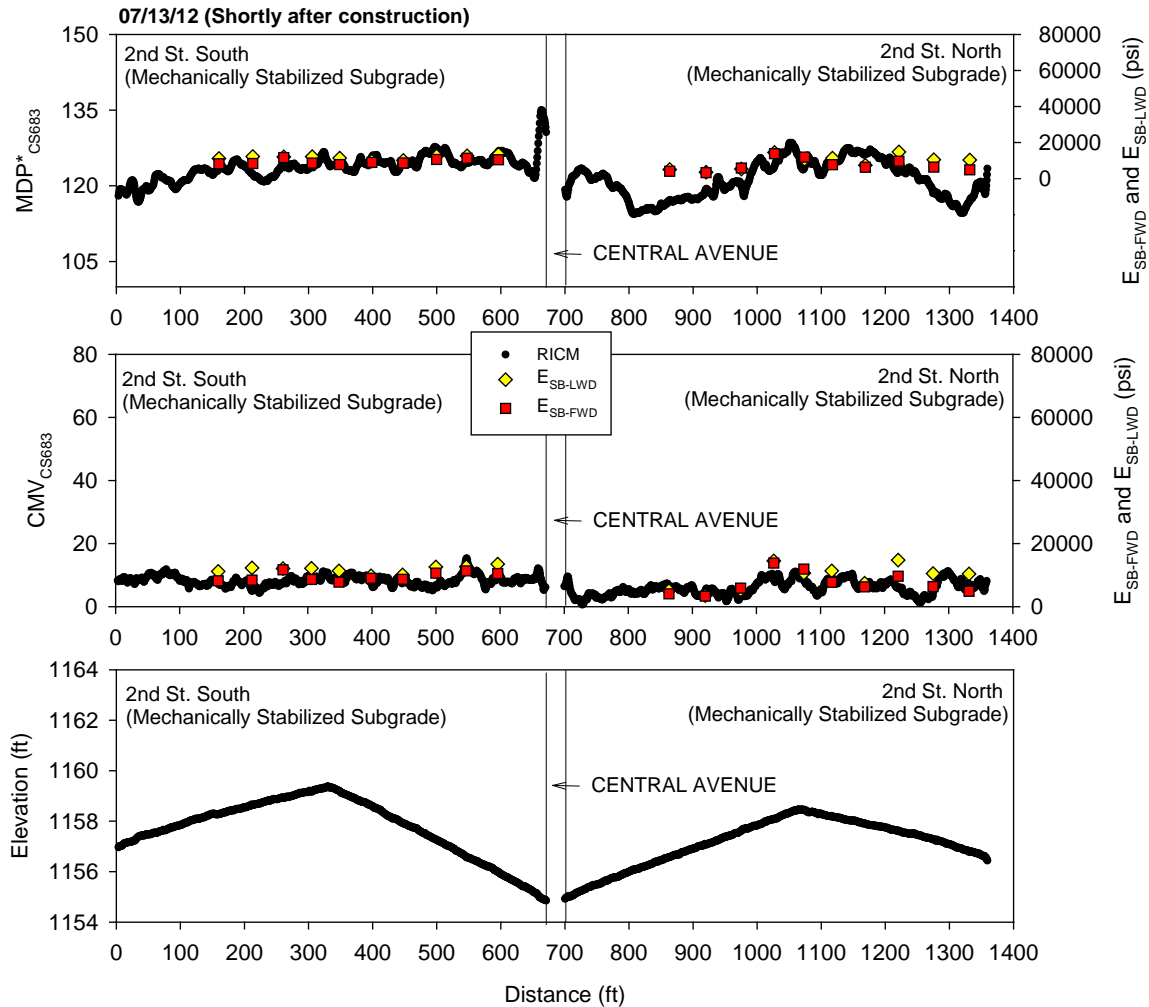 07/13/12 (Shortly after construction)
150
135
120
105
MDP*CS683
2nd St. South
(Mechanically Stabilized Subgrade)
2nd St. North
(Mechanically Stabilized Subgrade)
CENTRAL AVENUE
80000
60000
40000
20000
0
ESB-FWD and ESB-LWD (psi)
0 100 200 300 400 500 600 700 800 900 1000 1100 1200 1300 1400
80
60
40
20
0
CMVCS683
2nd St. South
(Mechanically Stabilized Subgrade)
RICM
ESB-LWD
ESB-FWD
2nd St. North
(Mechanically Stabilized Subgrade)
CENTRAL AVENUE
80000
60000
40000
20000
0
ESB-FWD and ESB-LWD (psi)
0 100 200 300 400 500 600 700 800 900 1000 1100 1200 1300 1400
1164
1162
1160
1158
1156
1154
Elevation (ft)
2nd St. South
(Mechanically Stabilized Subgrade)
2nd St. North
(Mechanically Stabilized Subgrade)
CENTRAL AVENUE
0 100 200 300 400 500 600 700 800 900 1000 1100 1200 1300 1400
Distance (ft)